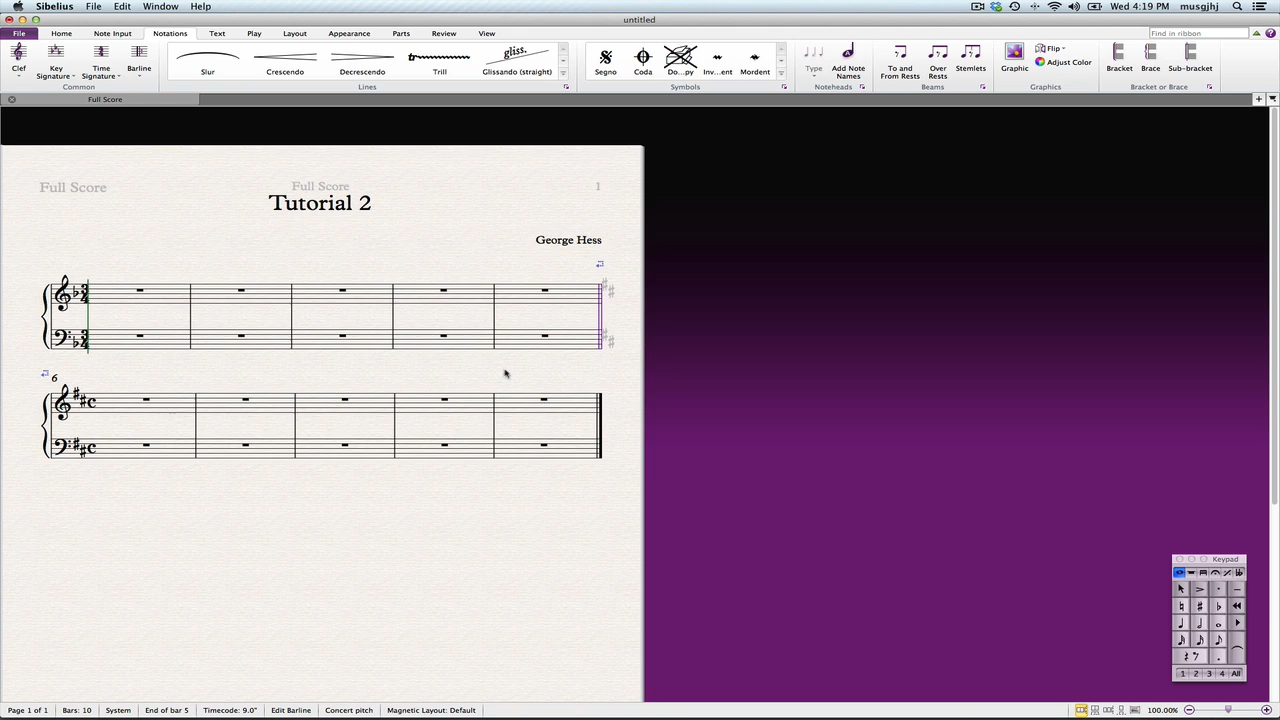 Sibelius File Edit Window Help Wed 4:19 PM musgjhj
untitled
File Home Note Input Notations Text Play Layout Appearance Parts Review View Find in ribbon
Clef Key Signature Time Signature Barline Slur Crescendo Decrescendo Trill gliss. Glissando (straight) Segno Coda Do...py Inv...ent Mordent Type Add Note Names To and From Rests Over Rests Stemlets Graphic Flip Adjust Color Bracket Brace Sub-bracket
Common Lines Symbols Noteheads Beams Graphics Bracket or Brace
Full Score
Full Score Full Score 1
Tutorial 2
George Hess
6
Keypad
1 2 3 4 All
Page 1 of 1 Bars: 10 System End of bar 5 Timecode: 9.0" Edit Barline Concert pitch Magnetic Layout: Default 100.00%